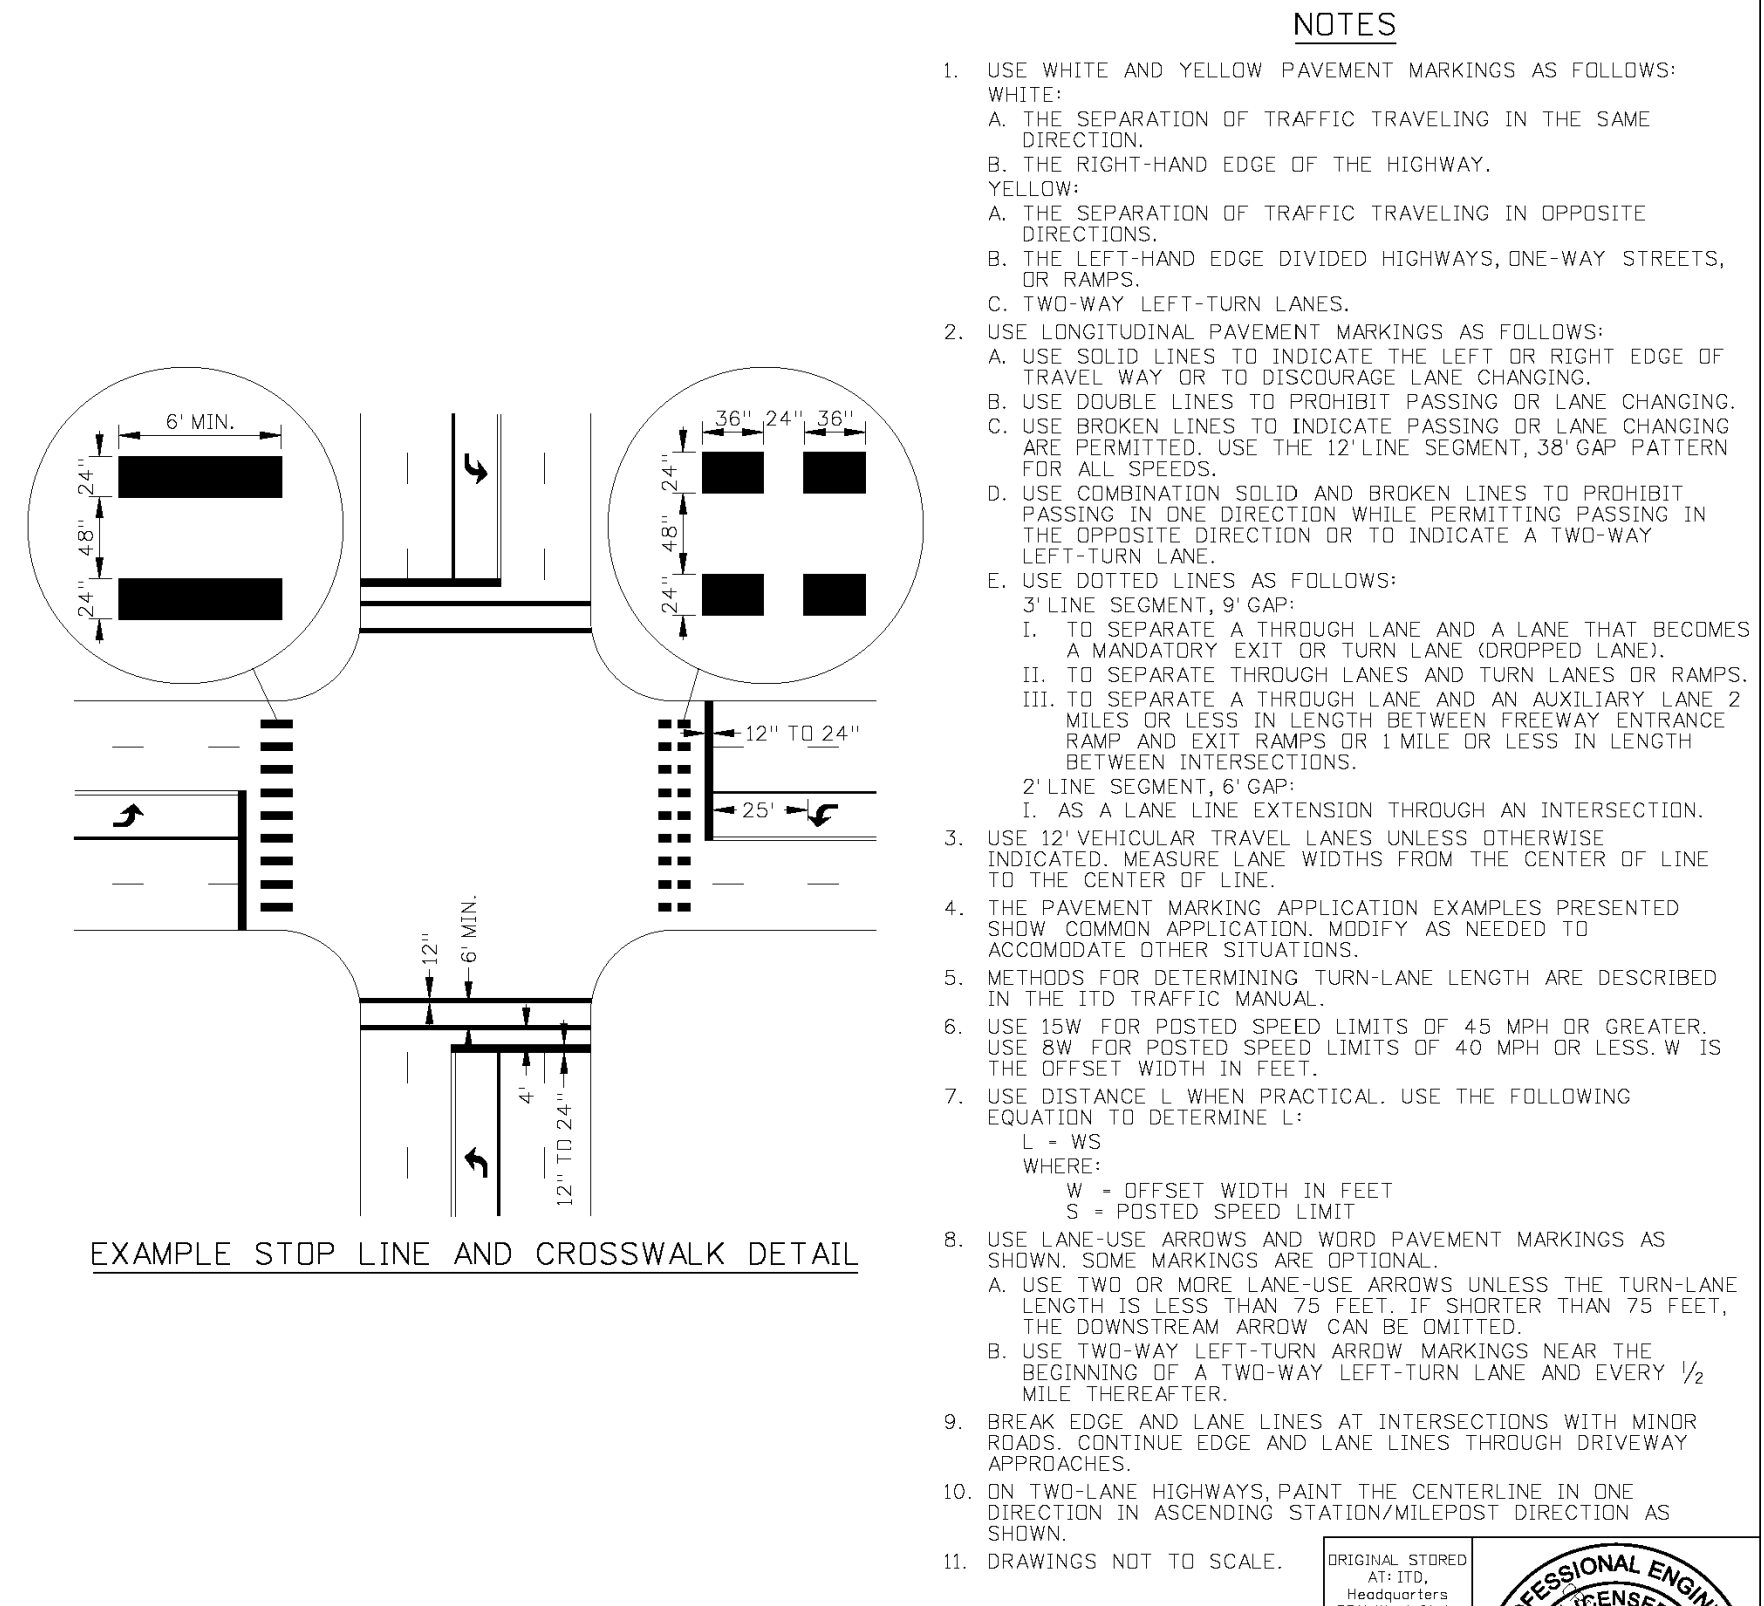 NOTES
1. USE WHITE AND YELLOW PAVEMENT MARKINGS AS FOLLOWS:
WHITE:
A. THE SEPARATION OF TRAFFIC TRAVELING IN THE SAME
DIRECTION.
B. THE RIGHT-HAND EDGE OF THE HIGHWAY.
YELLOW:
A. THE SEPARATION OF TRAFFIC TRAVELING IN OPPOSITE
DIRECTIONS.
B. THE LEFT-HAND EDGE DIVIDED HIGHWAYS, ONE-WAY STREETS,
OR RAMPS.
C. TWO-WAY LEFT-TURN LANES.
2. USE LONGITUDINAL PAVEMENT MARKINGS AS FOLLOWS:
A. USE SOLID LINES TO INDICATE THE LEFT OR RIGHT EDGE OF
TRAVEL WAY OR TO DISCOURAGE LANE CHANGING.
B. USE DOUBLE LINES TO PROHIBIT PASSING OR LANE CHANGING.
C. USE BROKEN LINES TO INDICATE PASSING OR LANE CHANGING
ARE PERMITTED. USE THE 12' LINE SEGMENT, 38' GAP PATTERN
FOR ALL SPEEDS.
D. USE COMBINATION SOLID AND BROKEN LINES TO PROHIBIT
PASSING IN ONE DIRECTION WHILE PERMITTING PASSING IN
THE OPPOSITE DIRECTION OR TO INDICATE A TWO-WAY
LEFT-TURN LANE.
E. USE DOTTED LINES AS FOLLOWS:
3' LINE SEGMENT, 9' GAP:
I. TO SEPARATE A THROUGH LANE AND A LANE THAT BECOMES
A MANDATORY EXIT OR TURN LANE (DROPPED LANE).
II. TO SEPARATE THROUGH LANES AND TURN LANES OR RAMPS.
III. TO SEPARATE A THROUGH LANE AND AN AUXILIARY LANE 2
MILES OR LESS IN LENGTH BETWEEN FREEWAY ENTRANCE
RAMP AND EXIT RAMPS OR 1 MILE OR LESS IN LENGTH
BETWEEN INTERSECTIONS.
2' LINE SEGMENT, 6' GAP:
I. AS A LANE LINE EXTENSION THROUGH AN INTERSECTION.
3. USE 12' VEHICULAR TRAVEL LANES UNLESS OTHERWISE
INDICATED. MEASURE LANE WIDTHS FROM THE CENTER OF LINE
TO THE CENTER OF LINE.
4. THE PAVEMENT MARKING APPLICATION EXAMPLES PRESENTED
SHOW COMMON APPLICATION. MODIFY AS NEEDED TO
ACCOMODATE OTHER SITUATIONS.
5. METHODS FOR DETERMINING TURN-LANE LENGTH ARE DESCRIBED
IN THE ITD TRAFFIC MANUAL.
6. USE 15W FOR POSTED SPEED LIMITS OF 45 MPH OR GREATER.
USE 8W FOR POSTED SPEED LIMITS OF 40 MPH OR LESS. W IS
THE OFFSET WIDTH IN FEET.
7. USE DISTANCE L WHEN PRACTICAL. USE THE FOLLOWING
EQUATION TO DETERMINE L:
L = WS
WHERE:
W = OFFSET WIDTH IN FEET
S = POSTED SPEED LIMIT
8. USE LANE-USE ARROWS AND WORD PAVEMENT MARKINGS AS
SHOWN. SOME MARKINGS ARE OPTIONAL.
A. USE TWO OR MORE LANE-USE ARROWS UNLESS THE TURN-LANE
LENGTH IS LESS THAN 75 FEET. IF SHORTER THAN 75 FEET,
THE DOWNSTREAM ARROW CAN BE OMITTED.
B. USE TWO-WAY LEFT-TURN ARROW MARKINGS NEAR THE
BEGINNING OF A TWO-WAY LEFT-TURN LANE AND EVERY 1/2
MILE THEREAFTER.
9. BREAK EDGE AND LANE LINES AT INTERSECTIONS WITH MINOR
ROADS. CONTINUE EDGE AND LANE LINES THROUGH DRIVEWAY
APPROACHES.
10. ON TWO-LANE HIGHWAYS, PAINT THE CENTERLINE IN ONE
DIRECTION IN ASCENDING STATION/MILEPOST DIRECTION AS
SHOWN.
11. DRAWINGS NOT TO SCALE.
6' MIN.
24"
48"
24"
36" 24" 36"
24"
48"
24"
12" TO 24"
25'
12"
6' MIN.
4'
12" TO 24"
EXAMPLE STOP LINE AND CROSSWALK DETAIL
ORIGINAL STORED
AT: ITD,
Headquarters